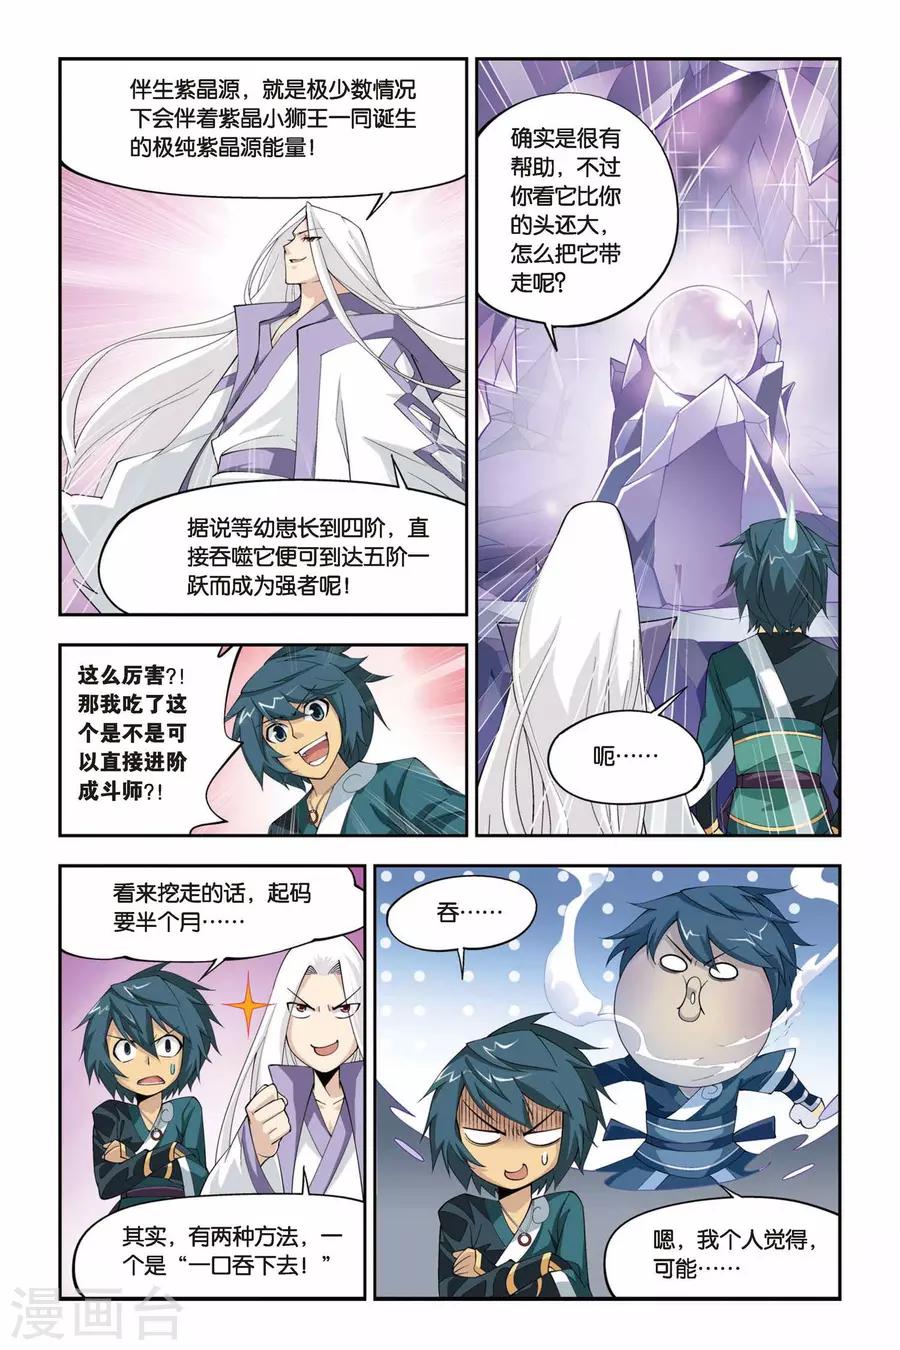 伴生紫晶源，就是极少数情况
下会伴着紫晶小狮王一同诞生
的极纯紫晶源能量！
据说等幼崽长到四阶，直
接吞噬它便可到达五阶一
跃而成为强者呢！
这么厉害?!
那我吃了这
个是不是可
以直接进阶
成斗师?!
确实是很有
帮助，不过
你看它比你
的头还大，
怎么把它带
走呢？
呃……
看来挖走的话，起码
要半个月……
其实，有两种方法，一
个是“一口吞下去！”
吞……
嗯，我个人觉得，
可能……
漫画台